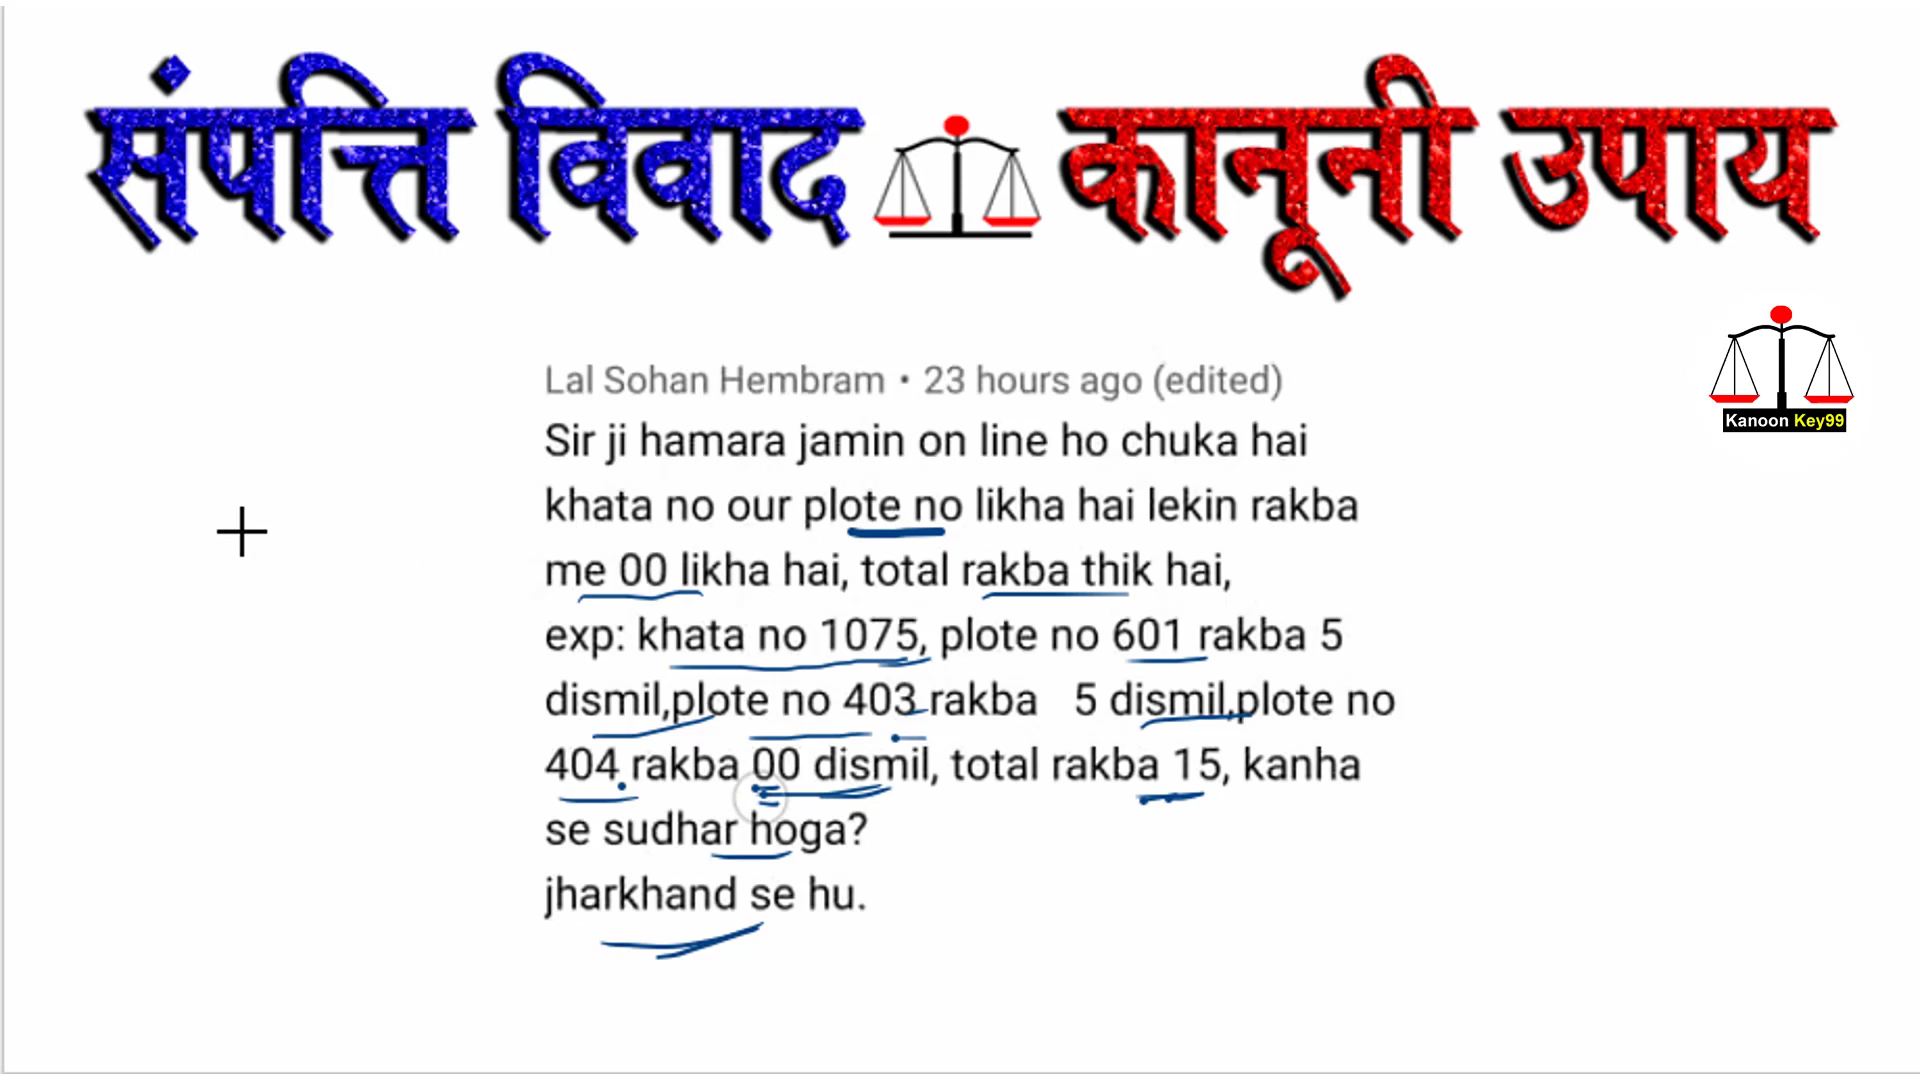 संपत्ति विवाद कानूनी उपाय
Kanoon Key99
Lal Sohan Hembram • 23 hours ago (edited)
Sir ji hamara jamin on line ho chuka hai
khata no our plote no likha hai lekin rakba
me 00 likha hai, total rakba thik hai,
exp: khata no 1075, plote no 601 rakba 5
dismil,plote no 403 rakba 5 dismil,plote no
404 rakba 00 dismil, total rakba 15, kanha
se sudhar hoga?
jharkhand se hu.